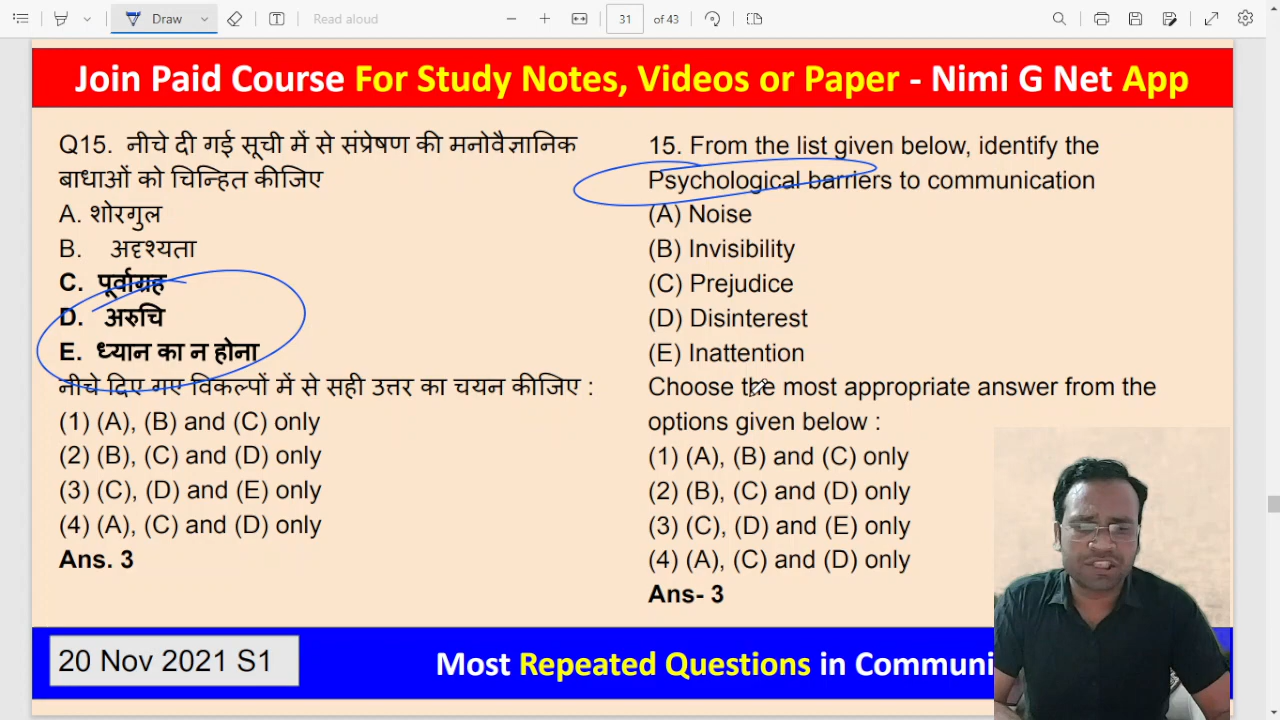 Draw
Read aloud
31 of 43
Join Paid Course For Study Notes, Videos or Paper - Nimi G Net App
Q15. नीचे दी गई सूची में से संप्रेषण की मनोवैज्ञानिक
बाधाओं को चिन्हित कीजिए
A. शोरगुल
B. अदृश्यता
C. पूर्वाग्रह
D. अरुचि
E. ध्यान का न होना
नीचे दिए गए विकल्पों में से सही उत्तर का चयन कीजिए :
(1) (A), (B) and (C) only
(2) (B), (C) and (D) only
(3) (C), (D) and (E) only
(4) (A), (C) and (D) only
Ans. 3
15. From the list given below, identify the
Psychological barriers to communication
(A) Noise
(B) Invisibility
(C) Prejudice
(D) Disinterest
(E) Inattention
Choose the most appropriate answer from the
options given below :
(1) (A), (B) and (C) only
(2) (B), (C) and (D) only
(3) (C), (D) and (E) only
(4) (A), (C) and (D) only
Ans- 3
20 Nov 2021 S1
Most Repeated Questions in Communi